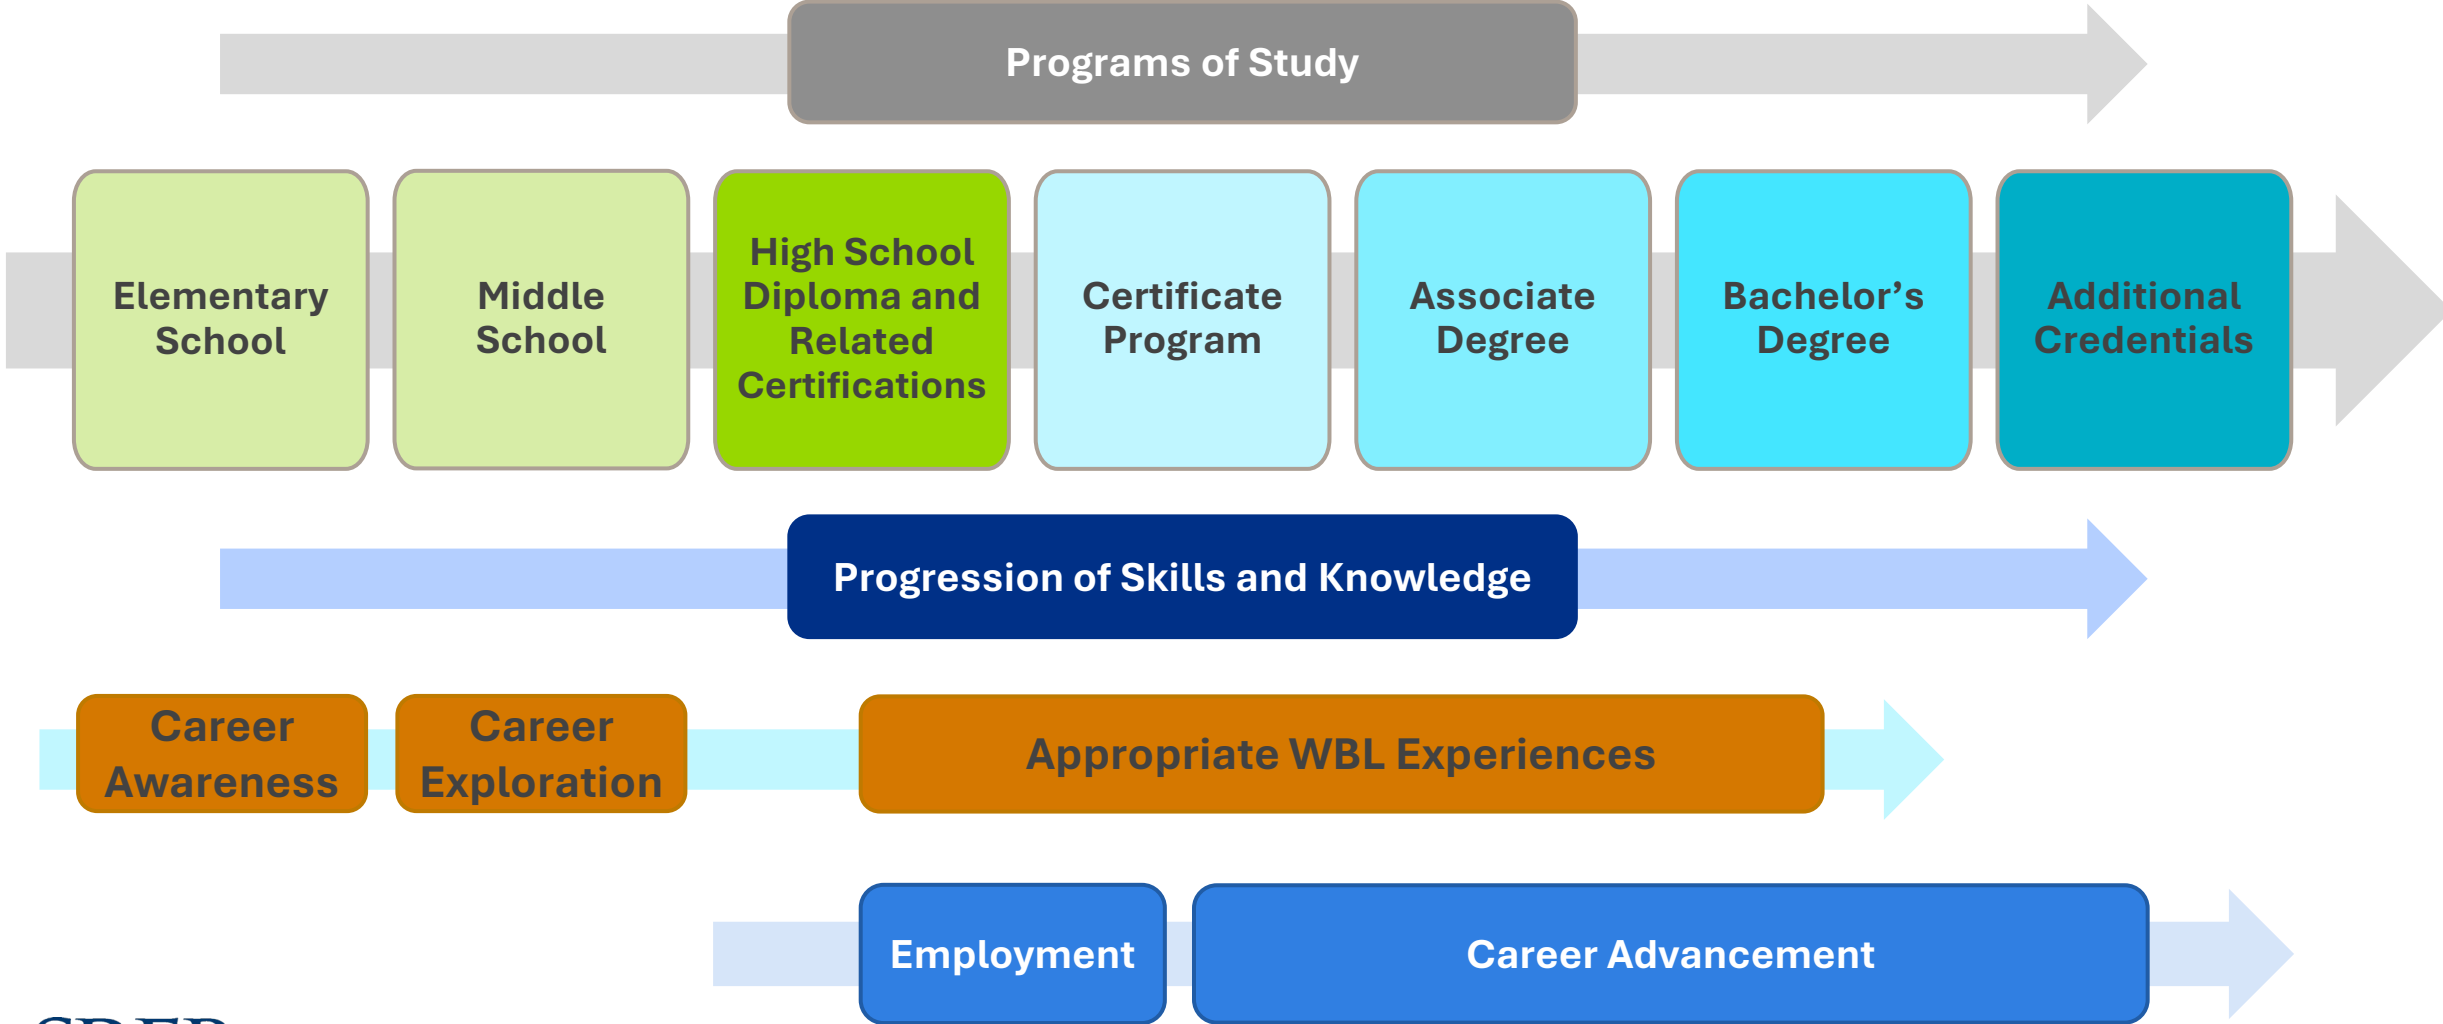 Programs of Study
Elementary
School
Middle
School
High School
Diploma and
Related
Certifications
Certificate
Program
Associate
Degree
Bachelor’s
Degree
Additional
Credentials
Progression of Skills and Knowledge
Career
Awareness
Career
Exploration
Appropriate WBL Experiences
Employment
Career Advancement